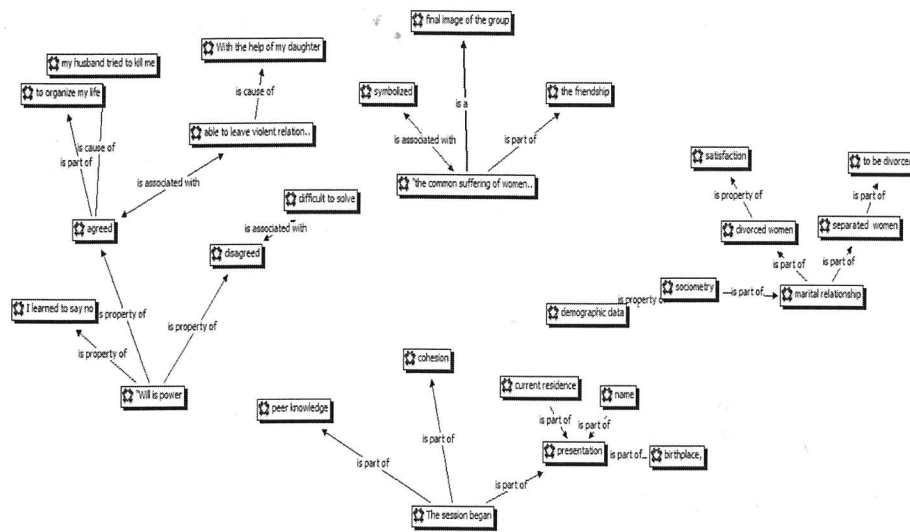 final image of the group
With the help of my daughter
my husband tried to kill me
to organize my life
is cause of
symbolized
is a
the friendship
able to leave violent relation..
is cause of
is part of
is associated with
is part of
"the common suffering of women..
is associated with
satisfaction
to be divorced
difficult to solve
is property of
is part of
agreed
is associated with
disagreed
divorced women
separated women
is part of
is part of
sociometry
is part of
marital relationship
is property of
demographic data
I learned to say no
is property of
is property of
is property of
"Will is power
cohesion
current residence
name
peer knowledge
is part of
is part of
is part of
presentation
is part of
birthplace,
is part of
is part of
The session began